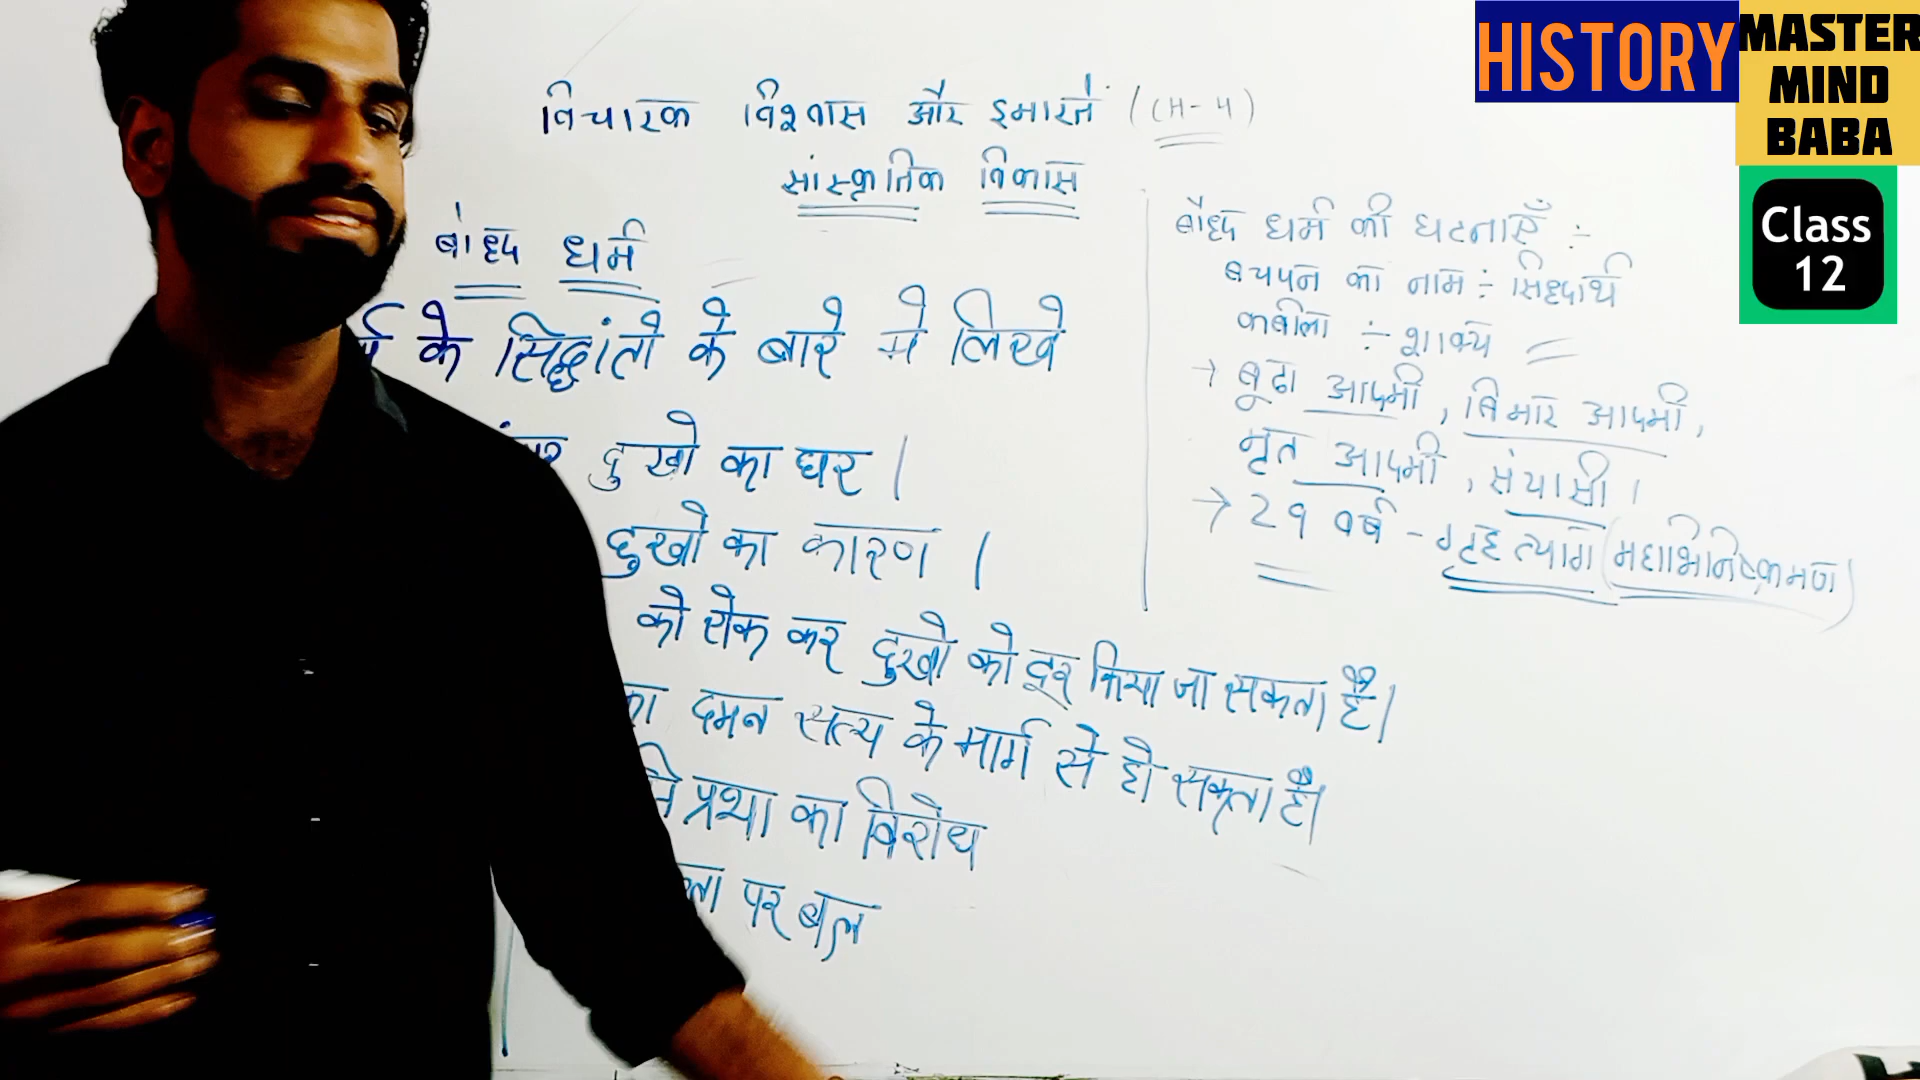 HISTORY
MASTER
MIND
BABA
Class
12
विचारक विश्वास और इमारतें (CH-4)
सांस्कृतिक विकास
बौद्ध धर्म
के सिद्धांतो के बारे मे लिखे
दुखो का घर।
दुखो का कारण।
को रोक कर दुखो को दूर किया जा सकता है।
का दमन सत्य के मार्ग से हो सकता है।
प्रथा का विरोध
पर बल
बौद्ध धर्म की घटनाएँ ÷
बचपन का नाम ÷ सिद्धार्थ
कबीला ÷ शाक्य
→ बूढा आदमी, बिमार आदमी,
मृत आदमी, संयासी।
→ 29 वर्ष - गृह त्याग (महाभिनिष्क्रमण)